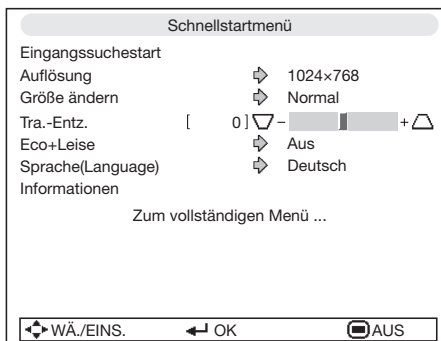 Schnellstartmenü
Eingangssuchestart
Auflösung 1024×768
Größe ändern Normal
Tra.-Entz. [ 0 ] – +
Eco+Leise Aus
Sprache(Language) Deutsch
Informationen
Zum vollständigen Menü ...
WÄ./EINS. OK AUS